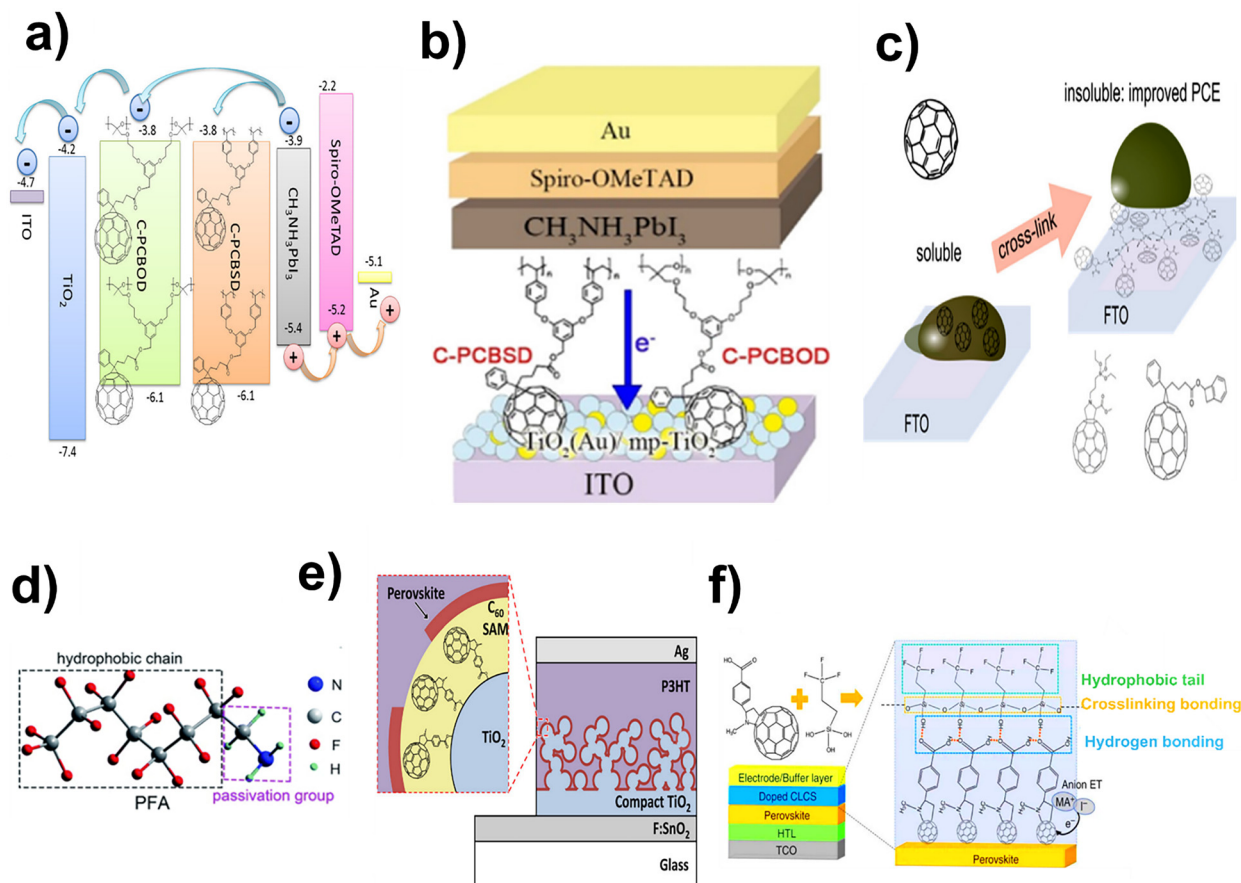 a)
-2.2
-3.8
-3.8
-3.9
-4.2
-4.7
ITO
TiO2
C-PCBOD
C-PCBSD
CH3NH3PbI3
Spiro-OMeTAD
-5.1
Au
-5.2
-5.4
-6.1
-6.1
-7.4
b)
Au
Spiro-OMeTAD
CH3NH3PbI3
C-PCBSD
e-
C-PCBOD
TiO2(Au)/ mp-TiO2
ITO
c)
insoluble: improved PCE
soluble
cross-link
FTO
FTO
d)
hydrophobic chain
PFA
passivation group
N
C
F
H
e)
Perovskite
C60
SAM
TiO2
Ag
P3HT
Compact TiO2
F:SnO2
Glass
f)
Electrode/Buffer layer
Doped CLCS
Perovskite
HTL
TCO
Hydrophobic tail
Crosslinking bonding
Hydrogen bonding
Anion ET
MA+
I-
e-
Perovskite